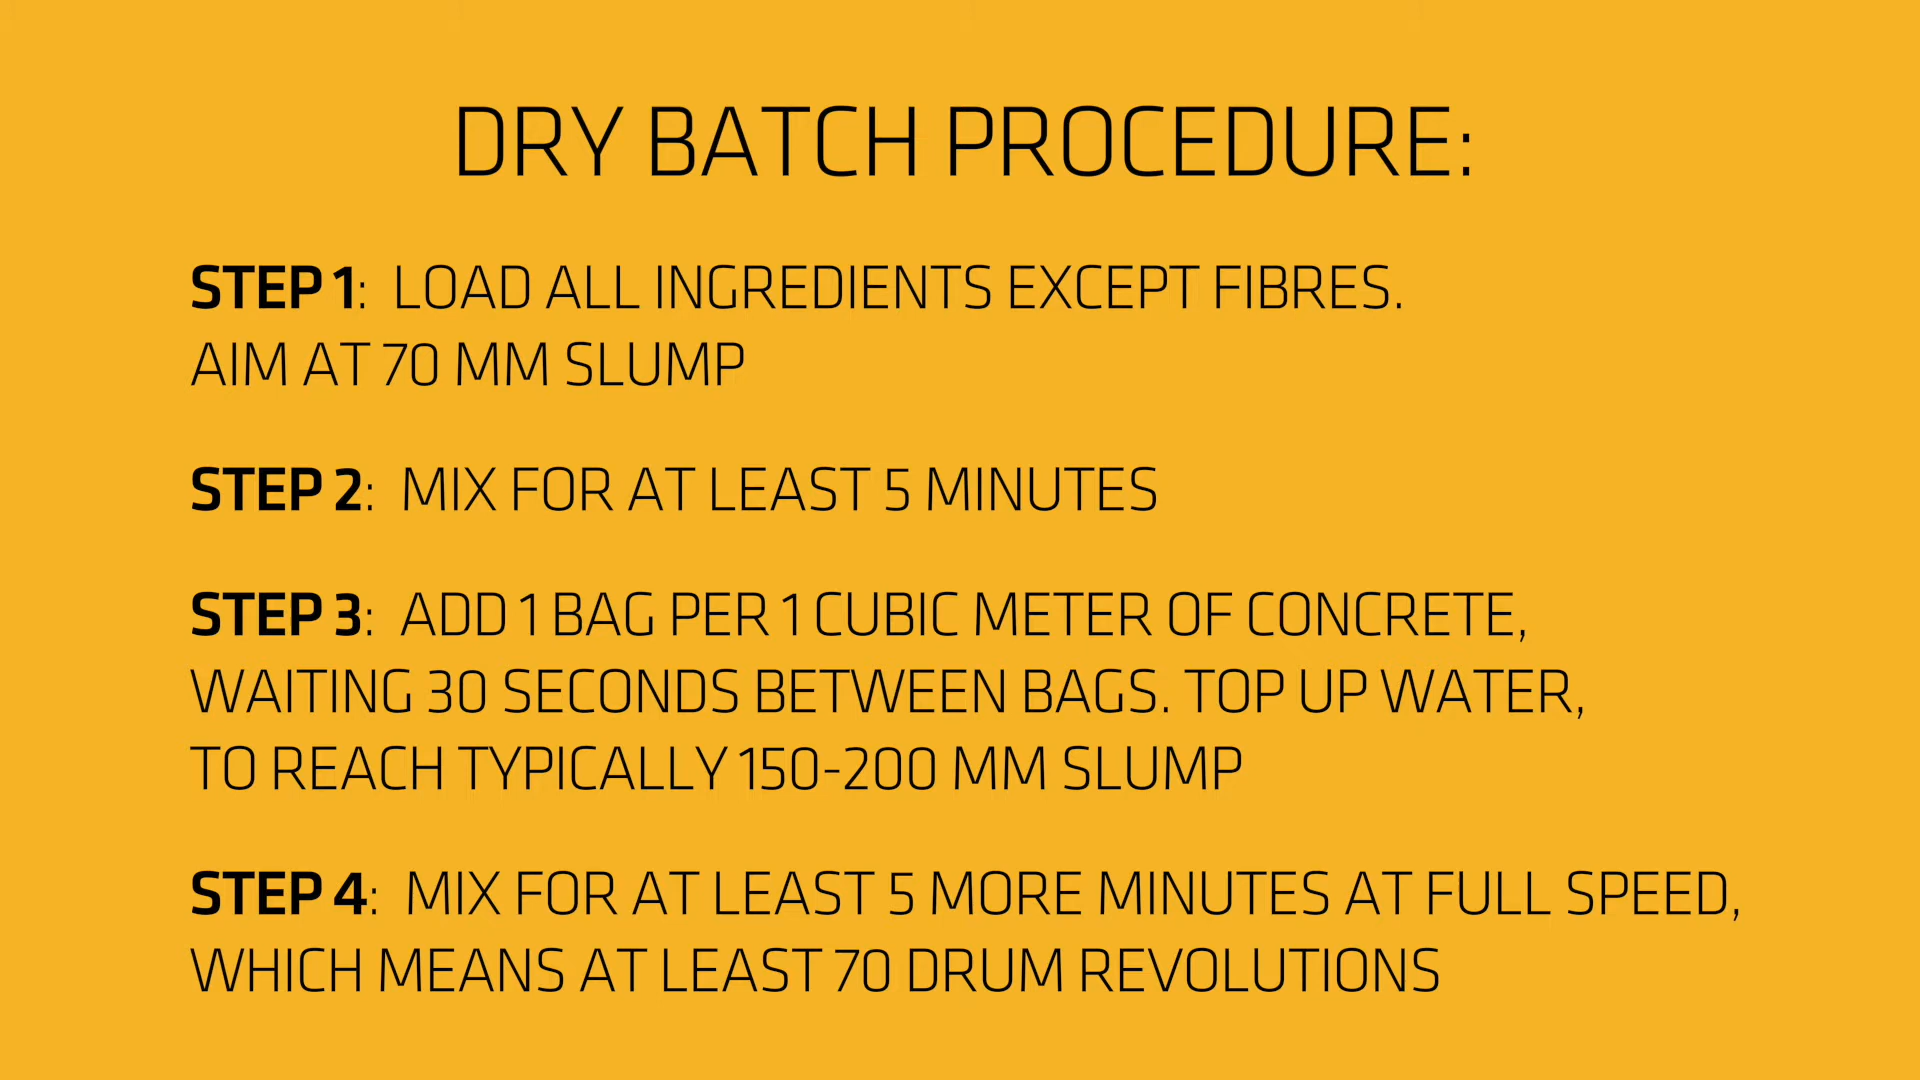 DRY BATCH PROCEDURE:
STEP 1: LOAD ALL INGREDIENTS EXCEPT FIBRES.
AIM AT 70 MM SLUMP
STEP 2: MIX FOR AT LEAST 5 MINUTES
STEP 3: ADD 1 BAG PER 1 CUBIC METER OF CONCRETE,
WAITING 30 SECONDS BETWEEN BAGS. TOP UP WATER,
TO REACH TYPICALLY 150-200 MM SLUMP
STEP 4: MIX FOR AT LEAST 5 MORE MINUTES AT FULL SPEED,
WHICH MEANS AT LEAST 70 DRUM REVOLUTIONS